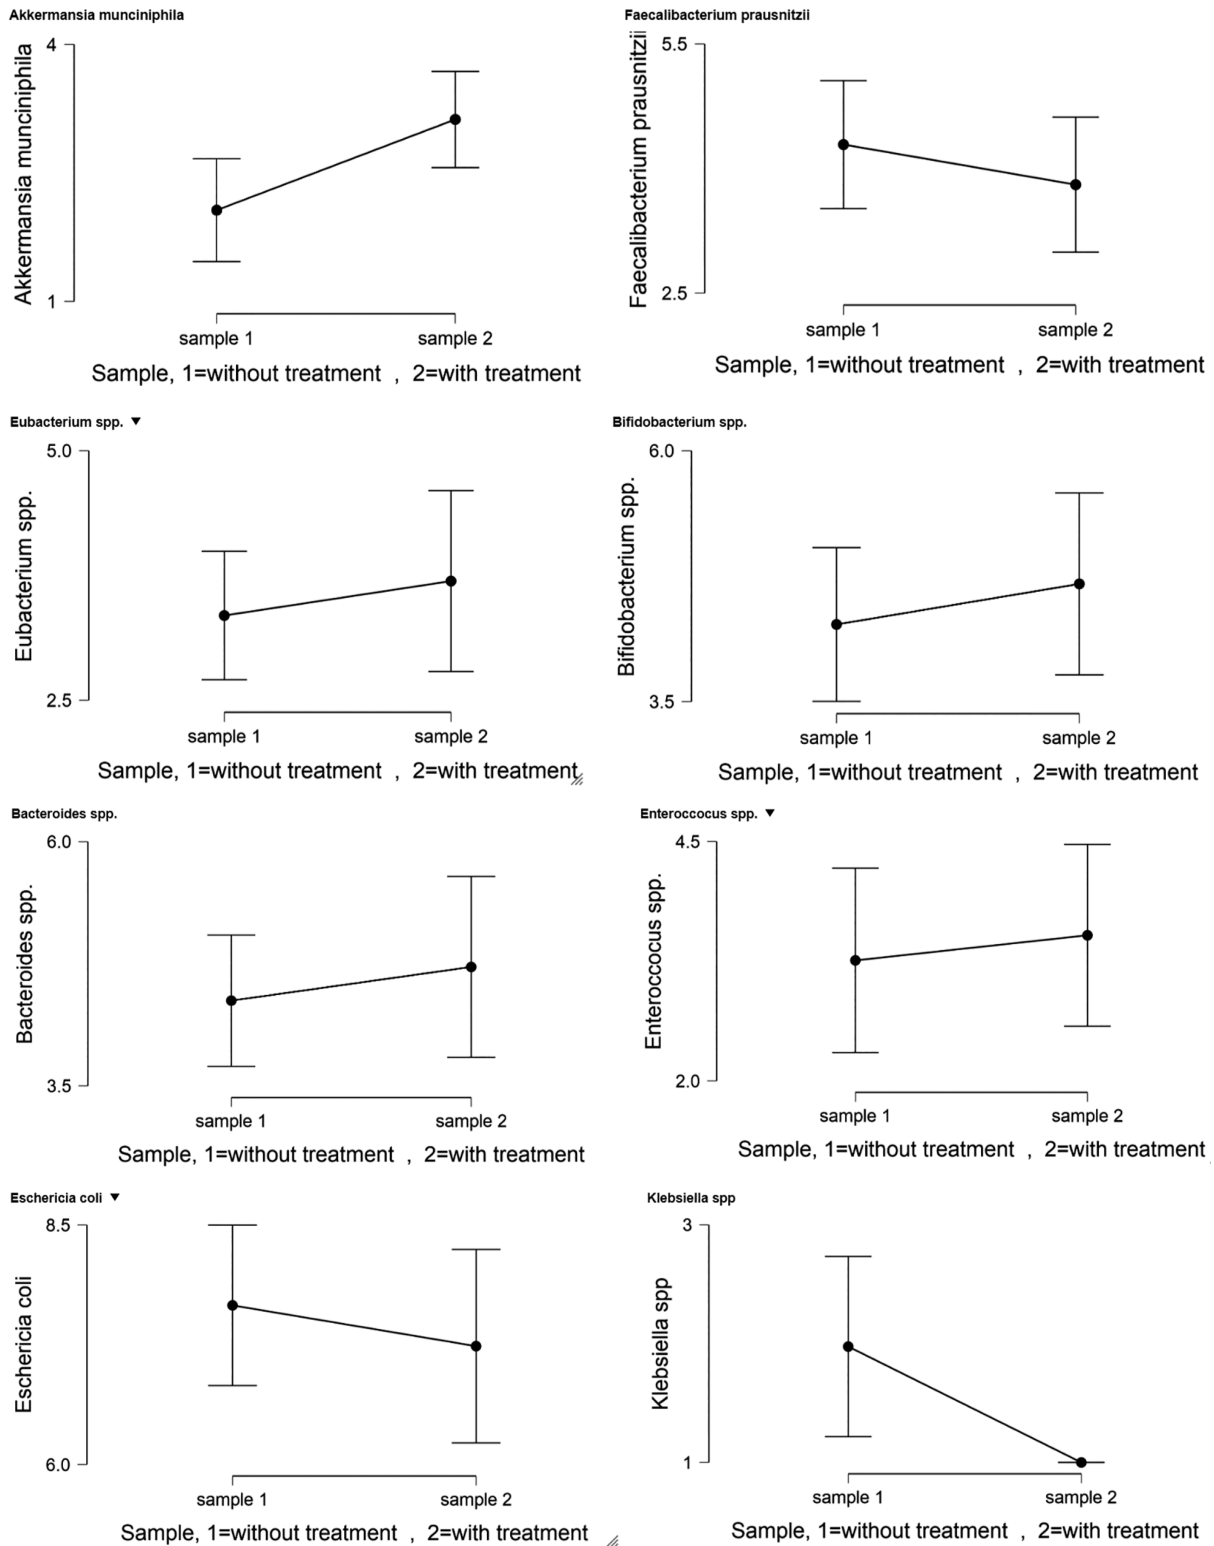 Akkermansia munciniphila
Akkermansia munciniphila
4
1
sample 1
sample 2
Sample, 1=without treatment , 2=with treatment
Faecalibacterium prausnitzii
Faecalibacterium prausnitzii
5.5
2.5
sample 1
sample 2
Sample, 1=without treatment , 2=with treatment
Eubacterium spp. ▼
Eubacterium spp.
5.0
2.5
sample 1
sample 2
Sample, 1=without treatment , 2=with treatment
Bifidobacterium spp.
Bifidobacterium spp.
6.0
3.5
sample 1
sample 2
Sample, 1=without treatment , 2=with treatment
Bacteroides spp.
Bacteroides spp.
6.0
3.5
sample 1
sample 2
Sample, 1=without treatment , 2=with treatment
Enteroccocus spp. ▼
Enteroccocus spp.
4.5
2.0
sample 1
sample 2
Sample, 1=without treatment , 2=with treatment
Eschericia coli ▼
Eschericia coli
8.5
6.0
sample 1
sample 2
Sample, 1=without treatment , 2=with treatment
Klebsiella spp
Klebsiella spp
3
1
sample 1
sample 2
Sample, 1=without treatment , 2=with treatment